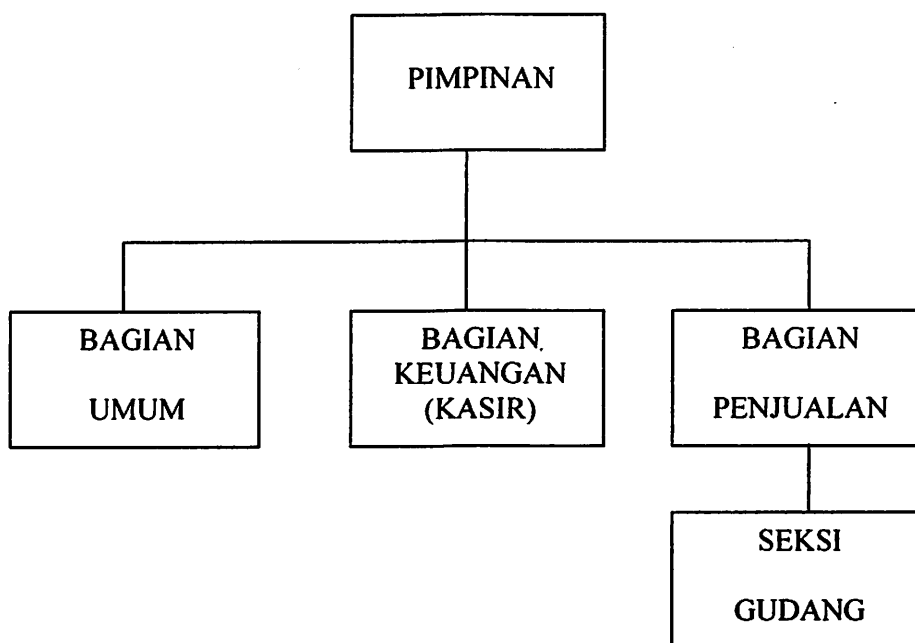 PIMPINAN
BAGIAN
UMUM
BAGIAN
KEUANGAN
(KASIR)
BAGIAN
PENJUALAN
SEKSI
GUDANG